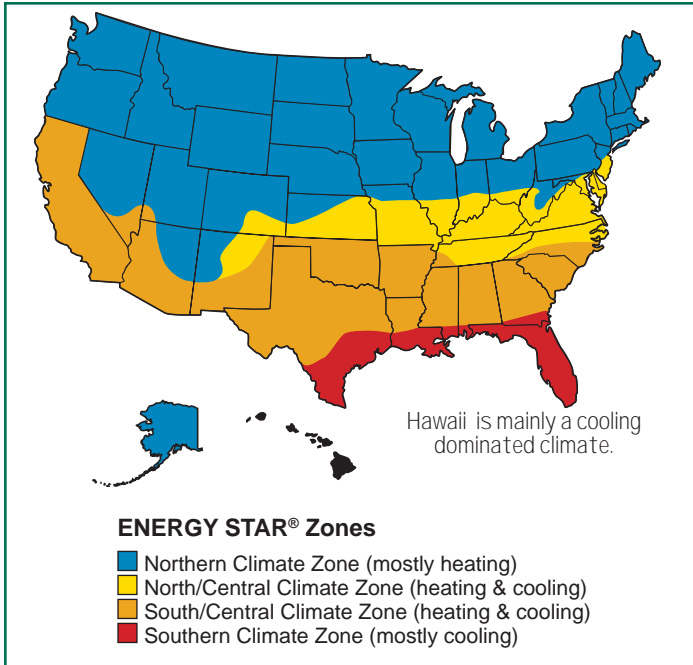 Hawaii is mainly a cooling
dominated climate.
ENERGY STAR® Zones
Northern Climate Zone (mostly heating)
North/Central Climate Zone (heating & cooling)
South/Central Climate Zone (heating & cooling)
Southern Climate Zone (mostly cooling)